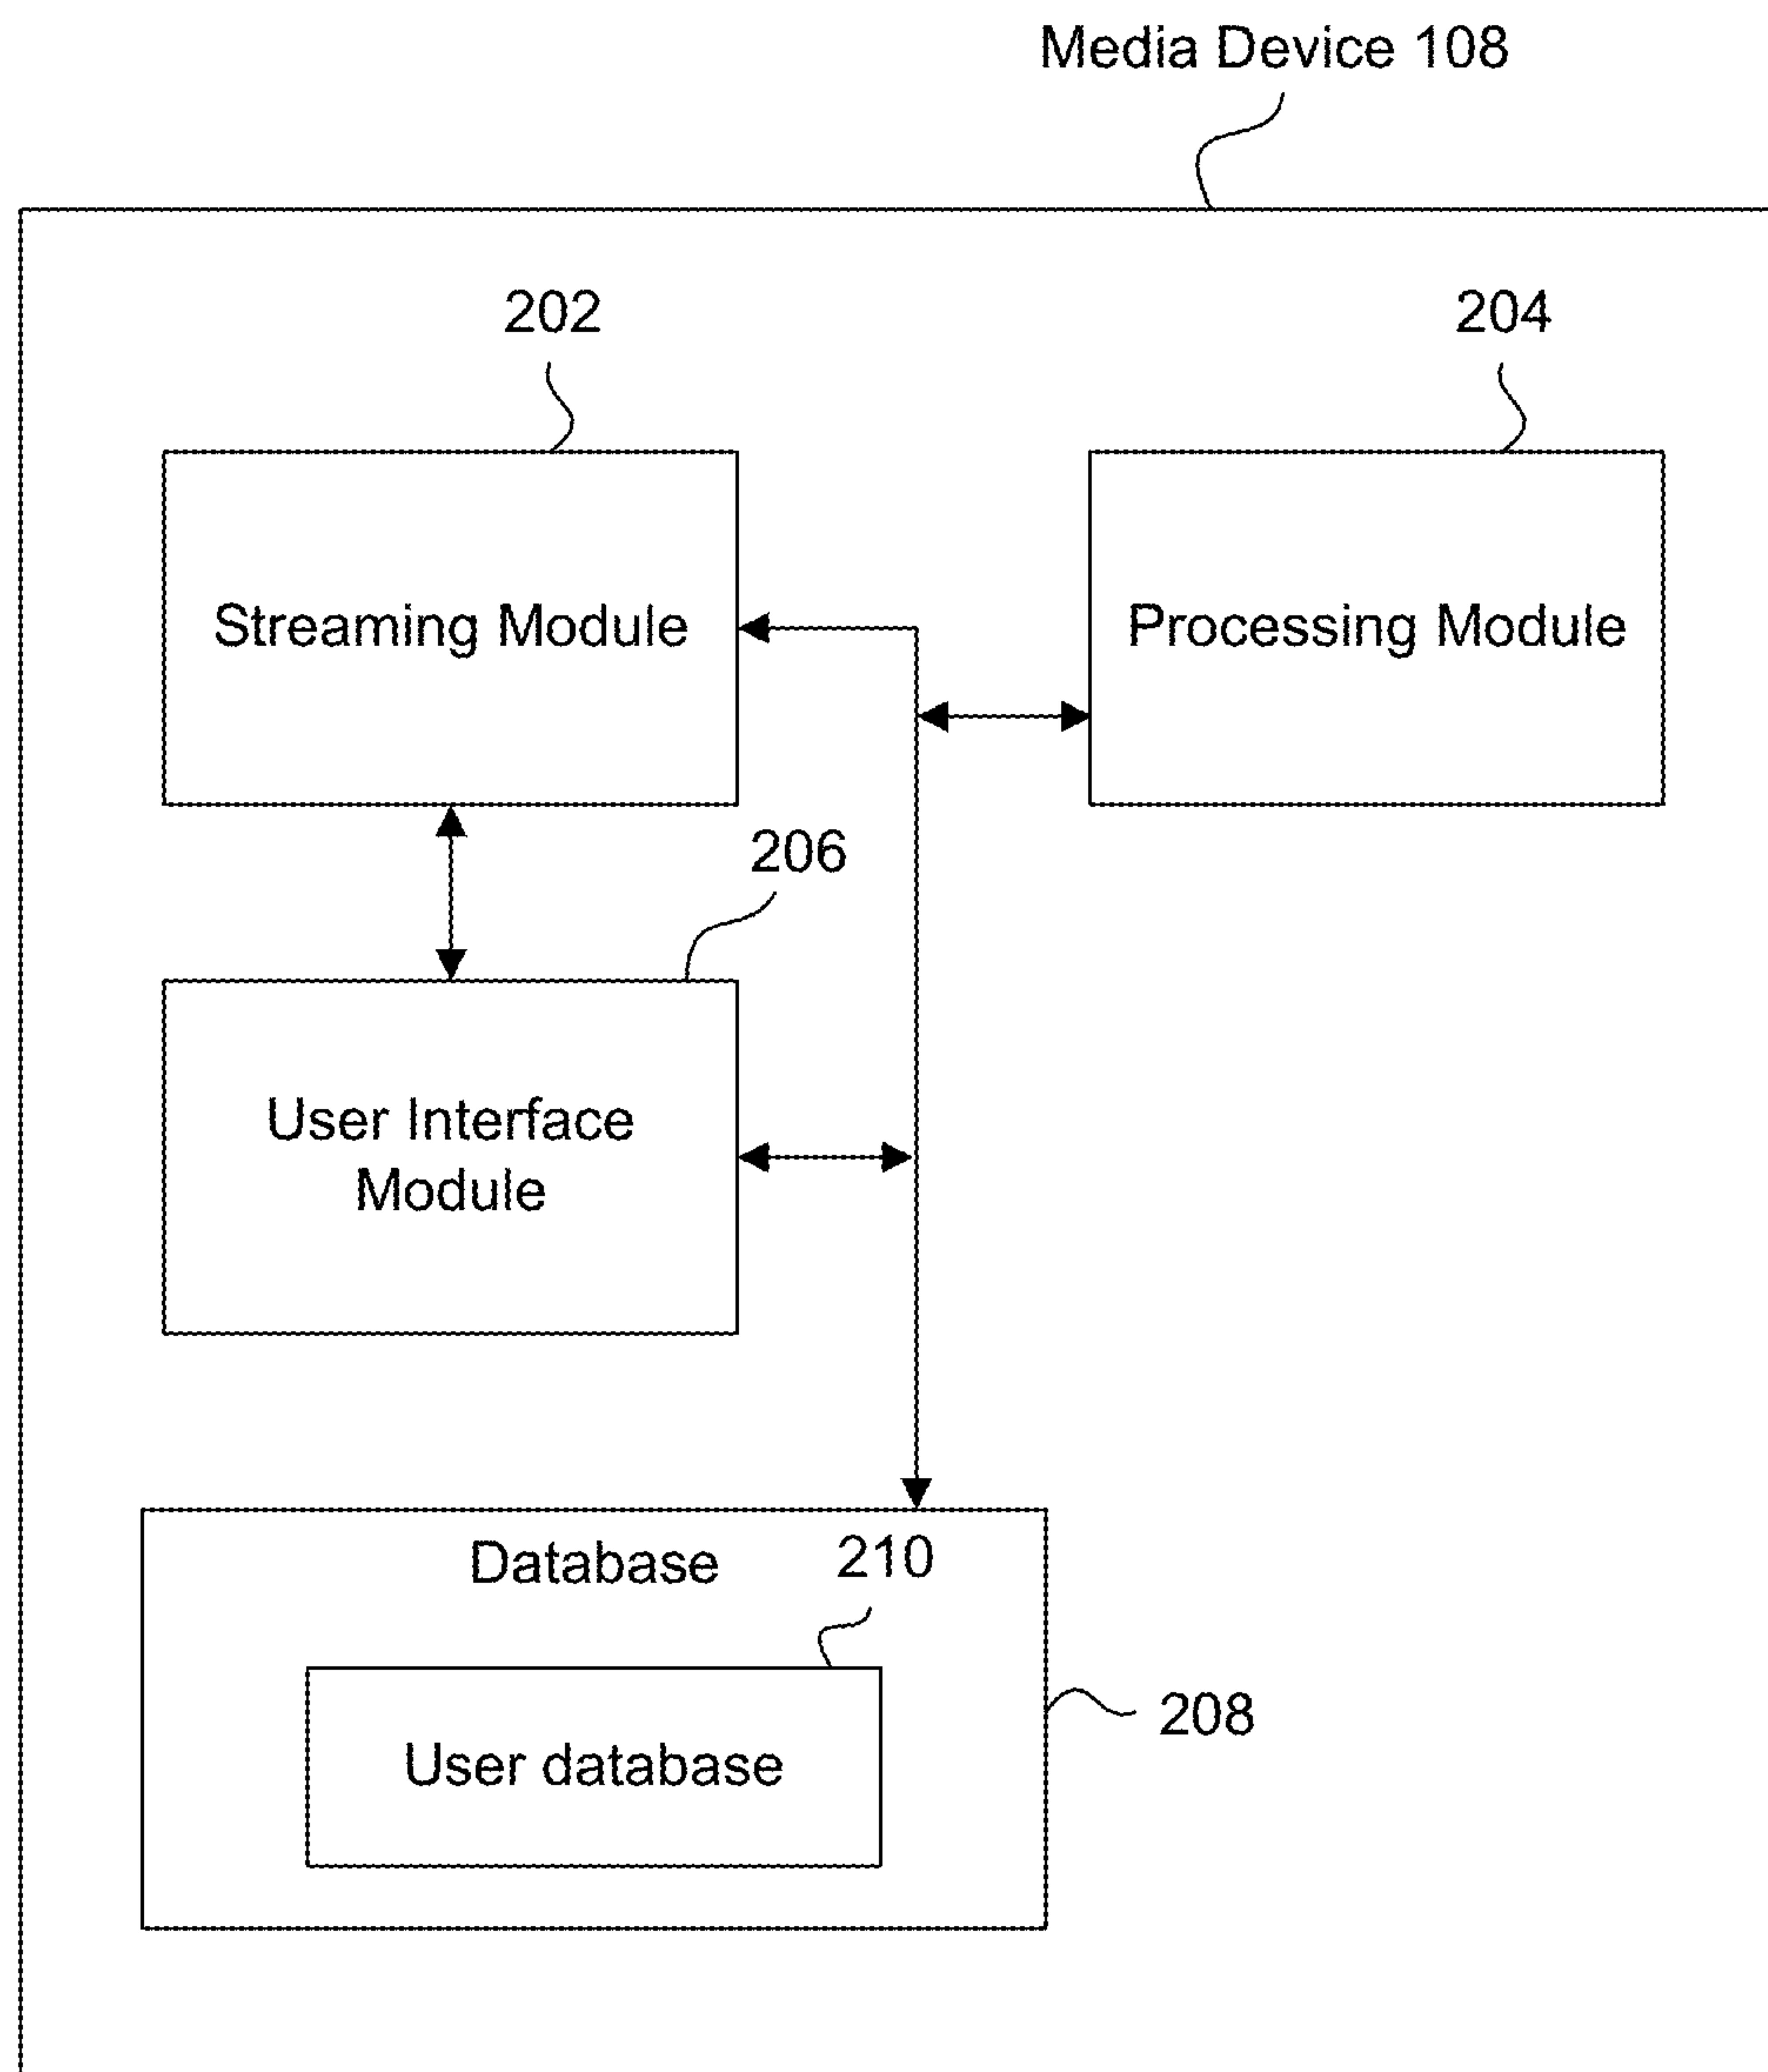 Media Device 108
202
204
Streaming Module
Processing Module
206
User Interface
Module
Database
210
208
User database